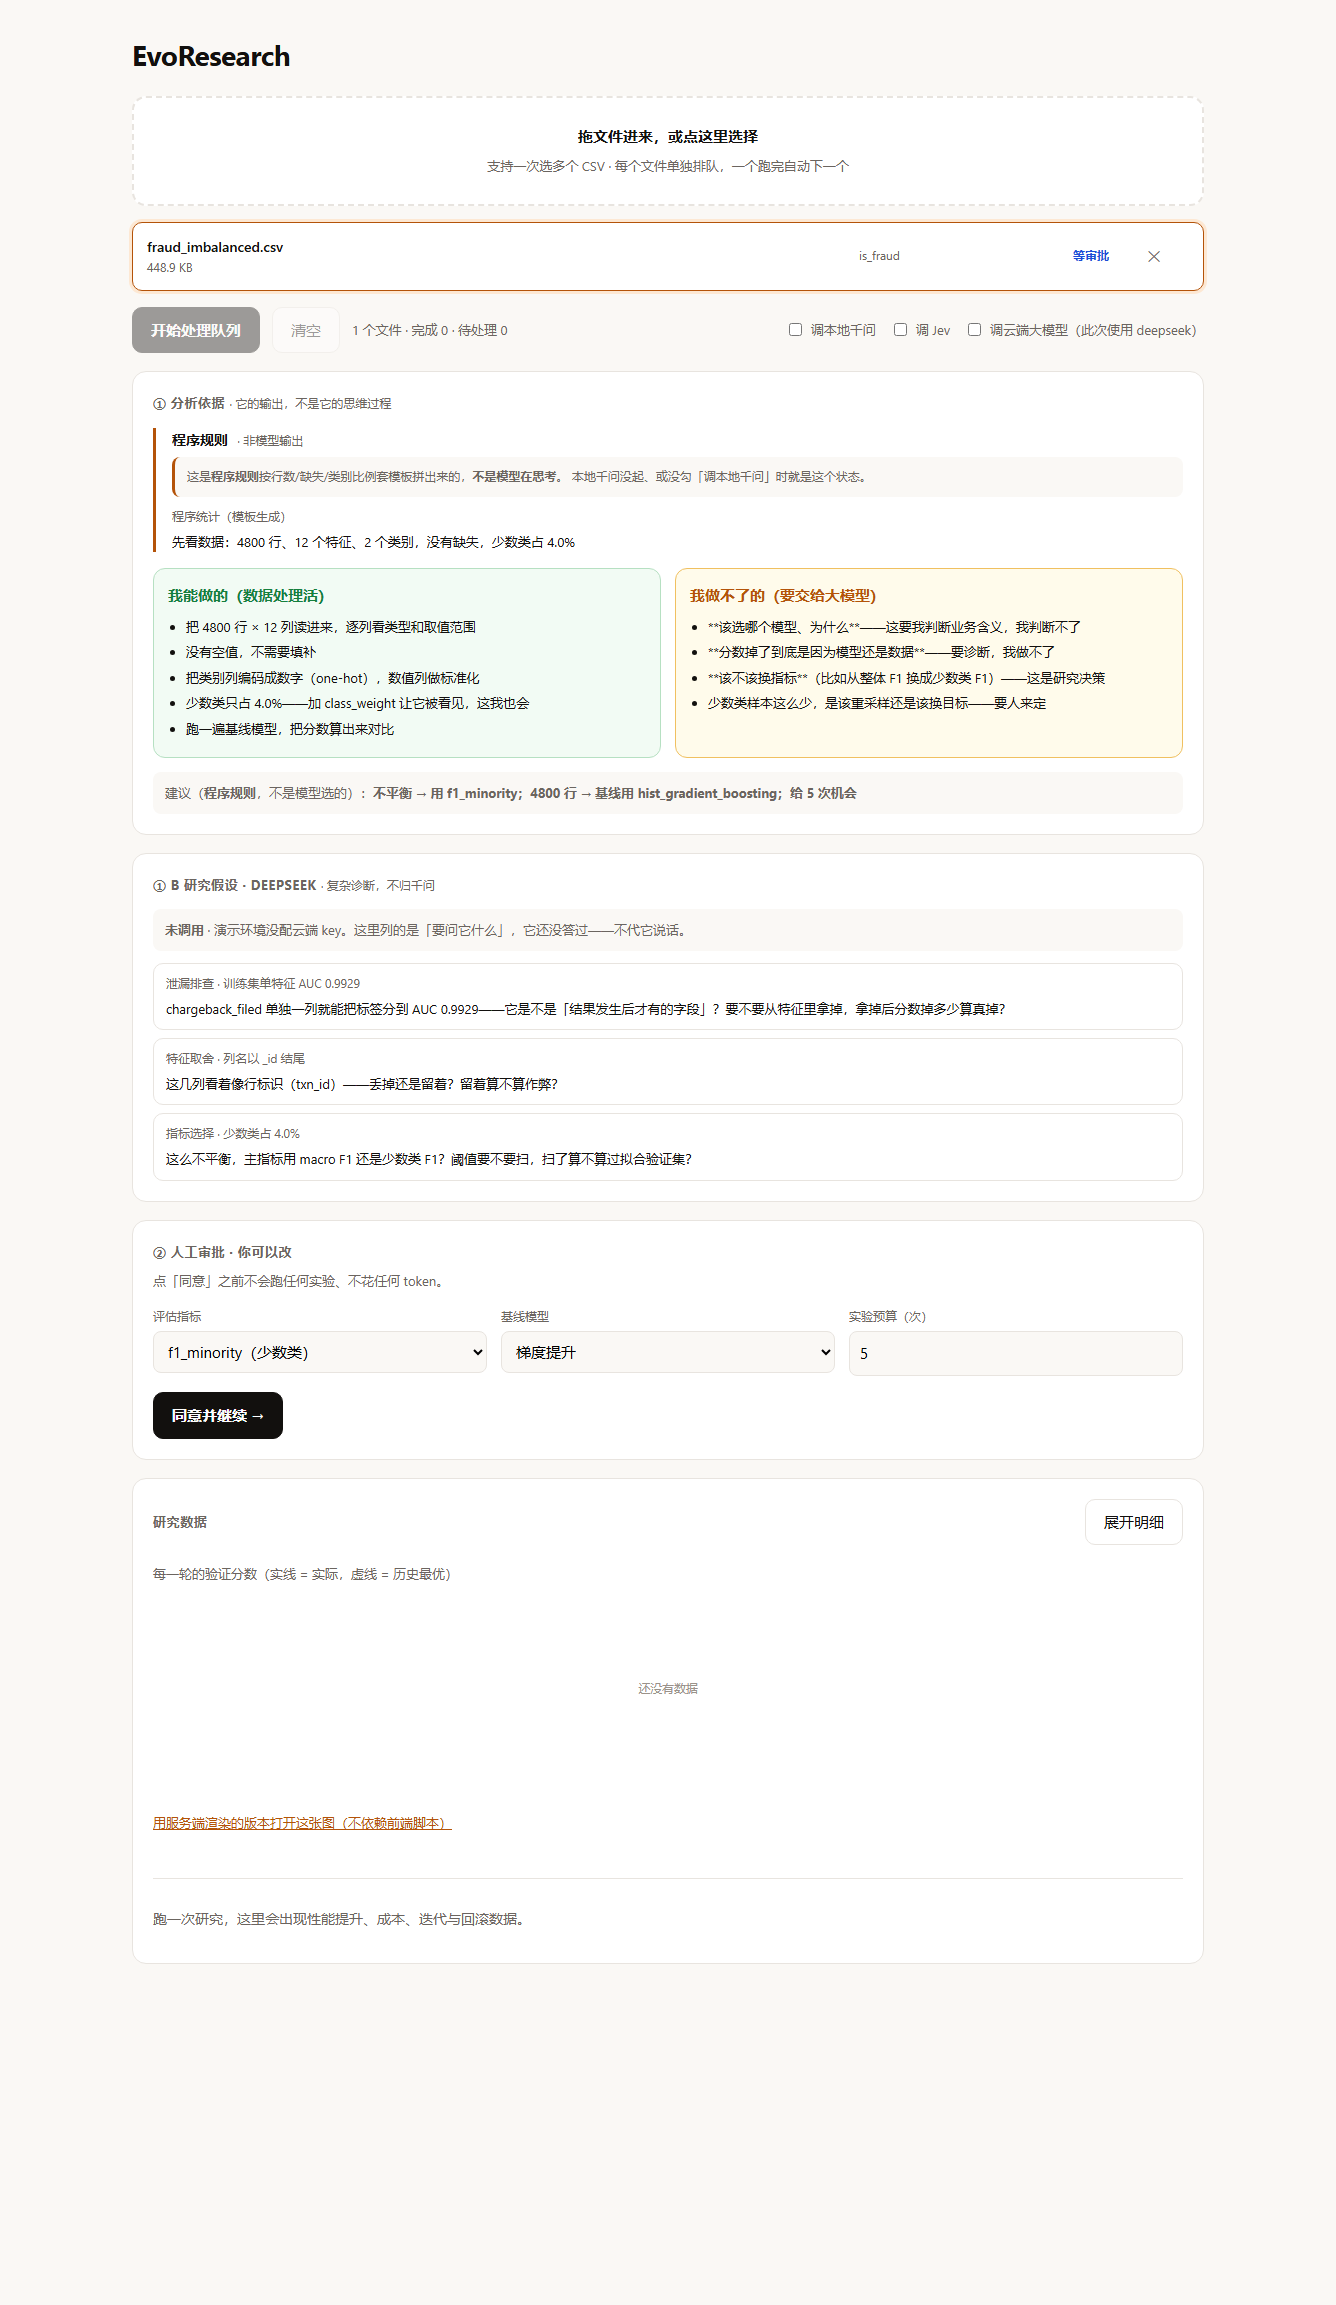 EvoResearch
拖文件进来，或点这里选择
支持一次选多个 CSV · 每个文件单独排队，一个跑完自动下一个
fraud_imbalanced.csv
448.9 KB
is_fraud
等审批
开始处理队列
清空
1 个文件 · 完成 0 · 待处理 0
调本地千问
调 Jev
调云端大模型（此次使用 deepseek）
① 分析依据 · 它的输出，不是它的思维过程
程序规则 · 非模型输出
这是程序规则按行数/缺失/类别比例套模板拼出来的，不是模型在思考。 本地千问没起、或没勾「调本地千问」时就是这个状态。
程序统计（模板生成）
先看数据：4800 行、12 个特征、2 个类别，没有缺失，少数类占 4.0%
我能做的（数据处理活）
把 4800 行 × 12 列读进来，逐列看类型和取值范围
没有空值，不需要填补
把类别列编码成数字（one-hot），数值列做标准化
少数类只占 4.0%——加 class_weight 让它被看见，这我也会
跑一遍基线模型，把分数算出来对比
我做不了的（要交给大模型）
**该选哪个模型、为什么**——这要我判断业务含义，我判断不了
**分数掉了到底是因为模型还是数据**——要诊断，我做不了
**该不该换指标**（比如从整体 F1 换成少数类 F1）——这是研究决策
少数类样本这么少，是该重采样还是该换目标——要人来定
建议（程序规则，不是模型选的）：不平衡 → 用 f1_minority；4800 行 → 基线用 hist_gradient_boosting；给 5 次机会
① B 研究假设 · DEEPSEEK · 复杂诊断，不归千问
未调用 · 演示环境没配云端 key。这里列的是「要问它什么」，它还没答过——不代它说话。
泄漏排查 · 训练集单特征 AUC 0.9929
chargeback_filed 单独一列就能把标签分到 AUC 0.9929——它是不是「结果发生后才有的字段」？要不要从特征里拿掉，拿掉后分数掉多少算真掉？
特征取舍 · 列名以 _id 结尾
这几列看着像行标识（txn_id）——丢掉还是留着？留着算不算作弊？
指标选择 · 少数类占 4.0%
这么不平衡，主指标用 macro F1 还是少数类 F1？阈值要不要扫，扫了算不算过拟合验证集？
② 人工审批 · 你可以改
点「同意」之前不会跑任何实验、不花任何 token。
评估指标
基线模型
实验预算（次）
f1_minority（少数类）
梯度提升
5
同意并继续 →
研究数据
展开明细
每一轮的验证分数（实线 = 实际，虚线 = 历史最优）
还没有数据
用服务端渲染的版本打开这张图（不依赖前端脚本）
跑一次研究，这里会出现性能提升、成本、迭代与回滚数据。